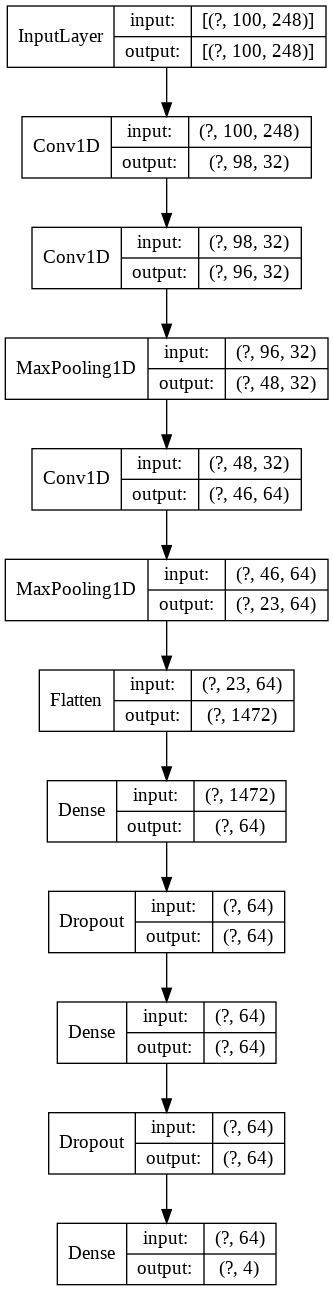 InputLayer input: [(?, 100, 248)]
output: [(?, 100, 248)]
Conv1D input: (?, 100, 248)
output: (?, 98, 32)
Conv1D input: (?, 98, 32)
output: (?, 96, 32)
MaxPooling1D input: (?, 96, 32)
output: (?, 48, 32)
Conv1D input: (?, 48, 32)
output: (?, 46, 64)
MaxPooling1D input: (?, 46, 64)
output: (?, 23, 64)
Flatten input: (?, 23, 64)
output: (?, 1472)
Dense input: (?, 1472)
output: (?, 64)
Dropout input: (?, 64)
output: (?, 64)
Dense input: (?, 64)
output: (?, 64)
Dropout input: (?, 64)
output: (?, 64)
Dense input: (?, 64)
output: (?, 4)